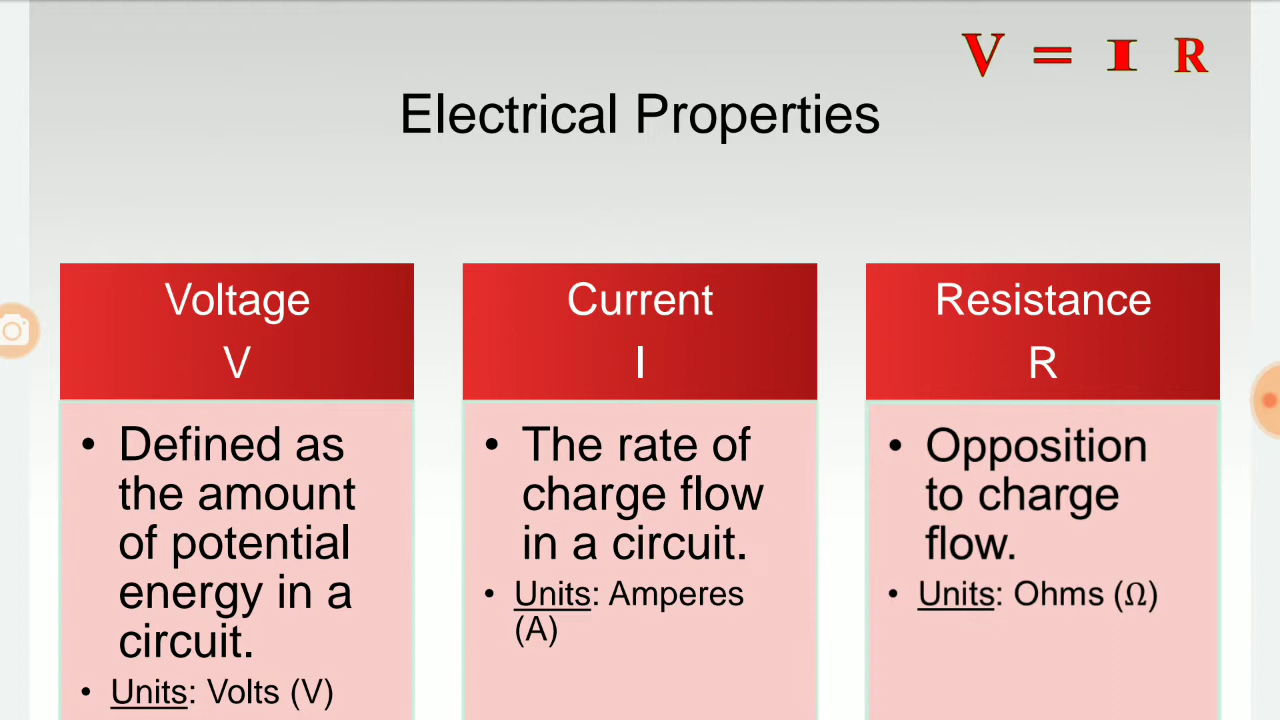 V = I R
Electrical Properties
Voltage
V
• Defined as
the amount
of potential
energy in a
circuit.
• Units: Volts (V)
Current
I
• The rate of
charge flow
in a circuit.
• Units: Amperes
(A)
Resistance
R
• Opposition
to charge
flow.
• Units: Ohms (Ω)